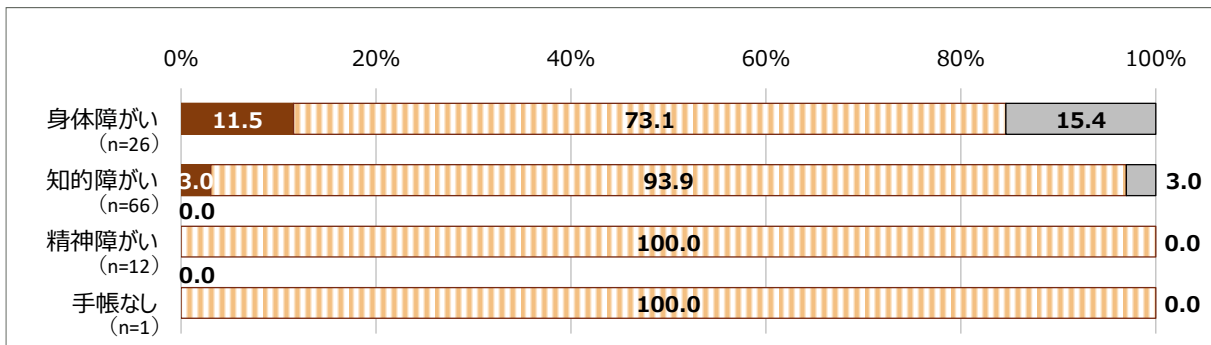 0% 20% 40% 60% 80% 100%
身体障がい 11.5 73.1 15.4
（n=26）
知的障がい 3.0 93.9 3.0
（n=66）
0.0
精神障がい 100.0 0.0
（n=12）
0.0
手帳なし 100.0 0.0
（n=1）